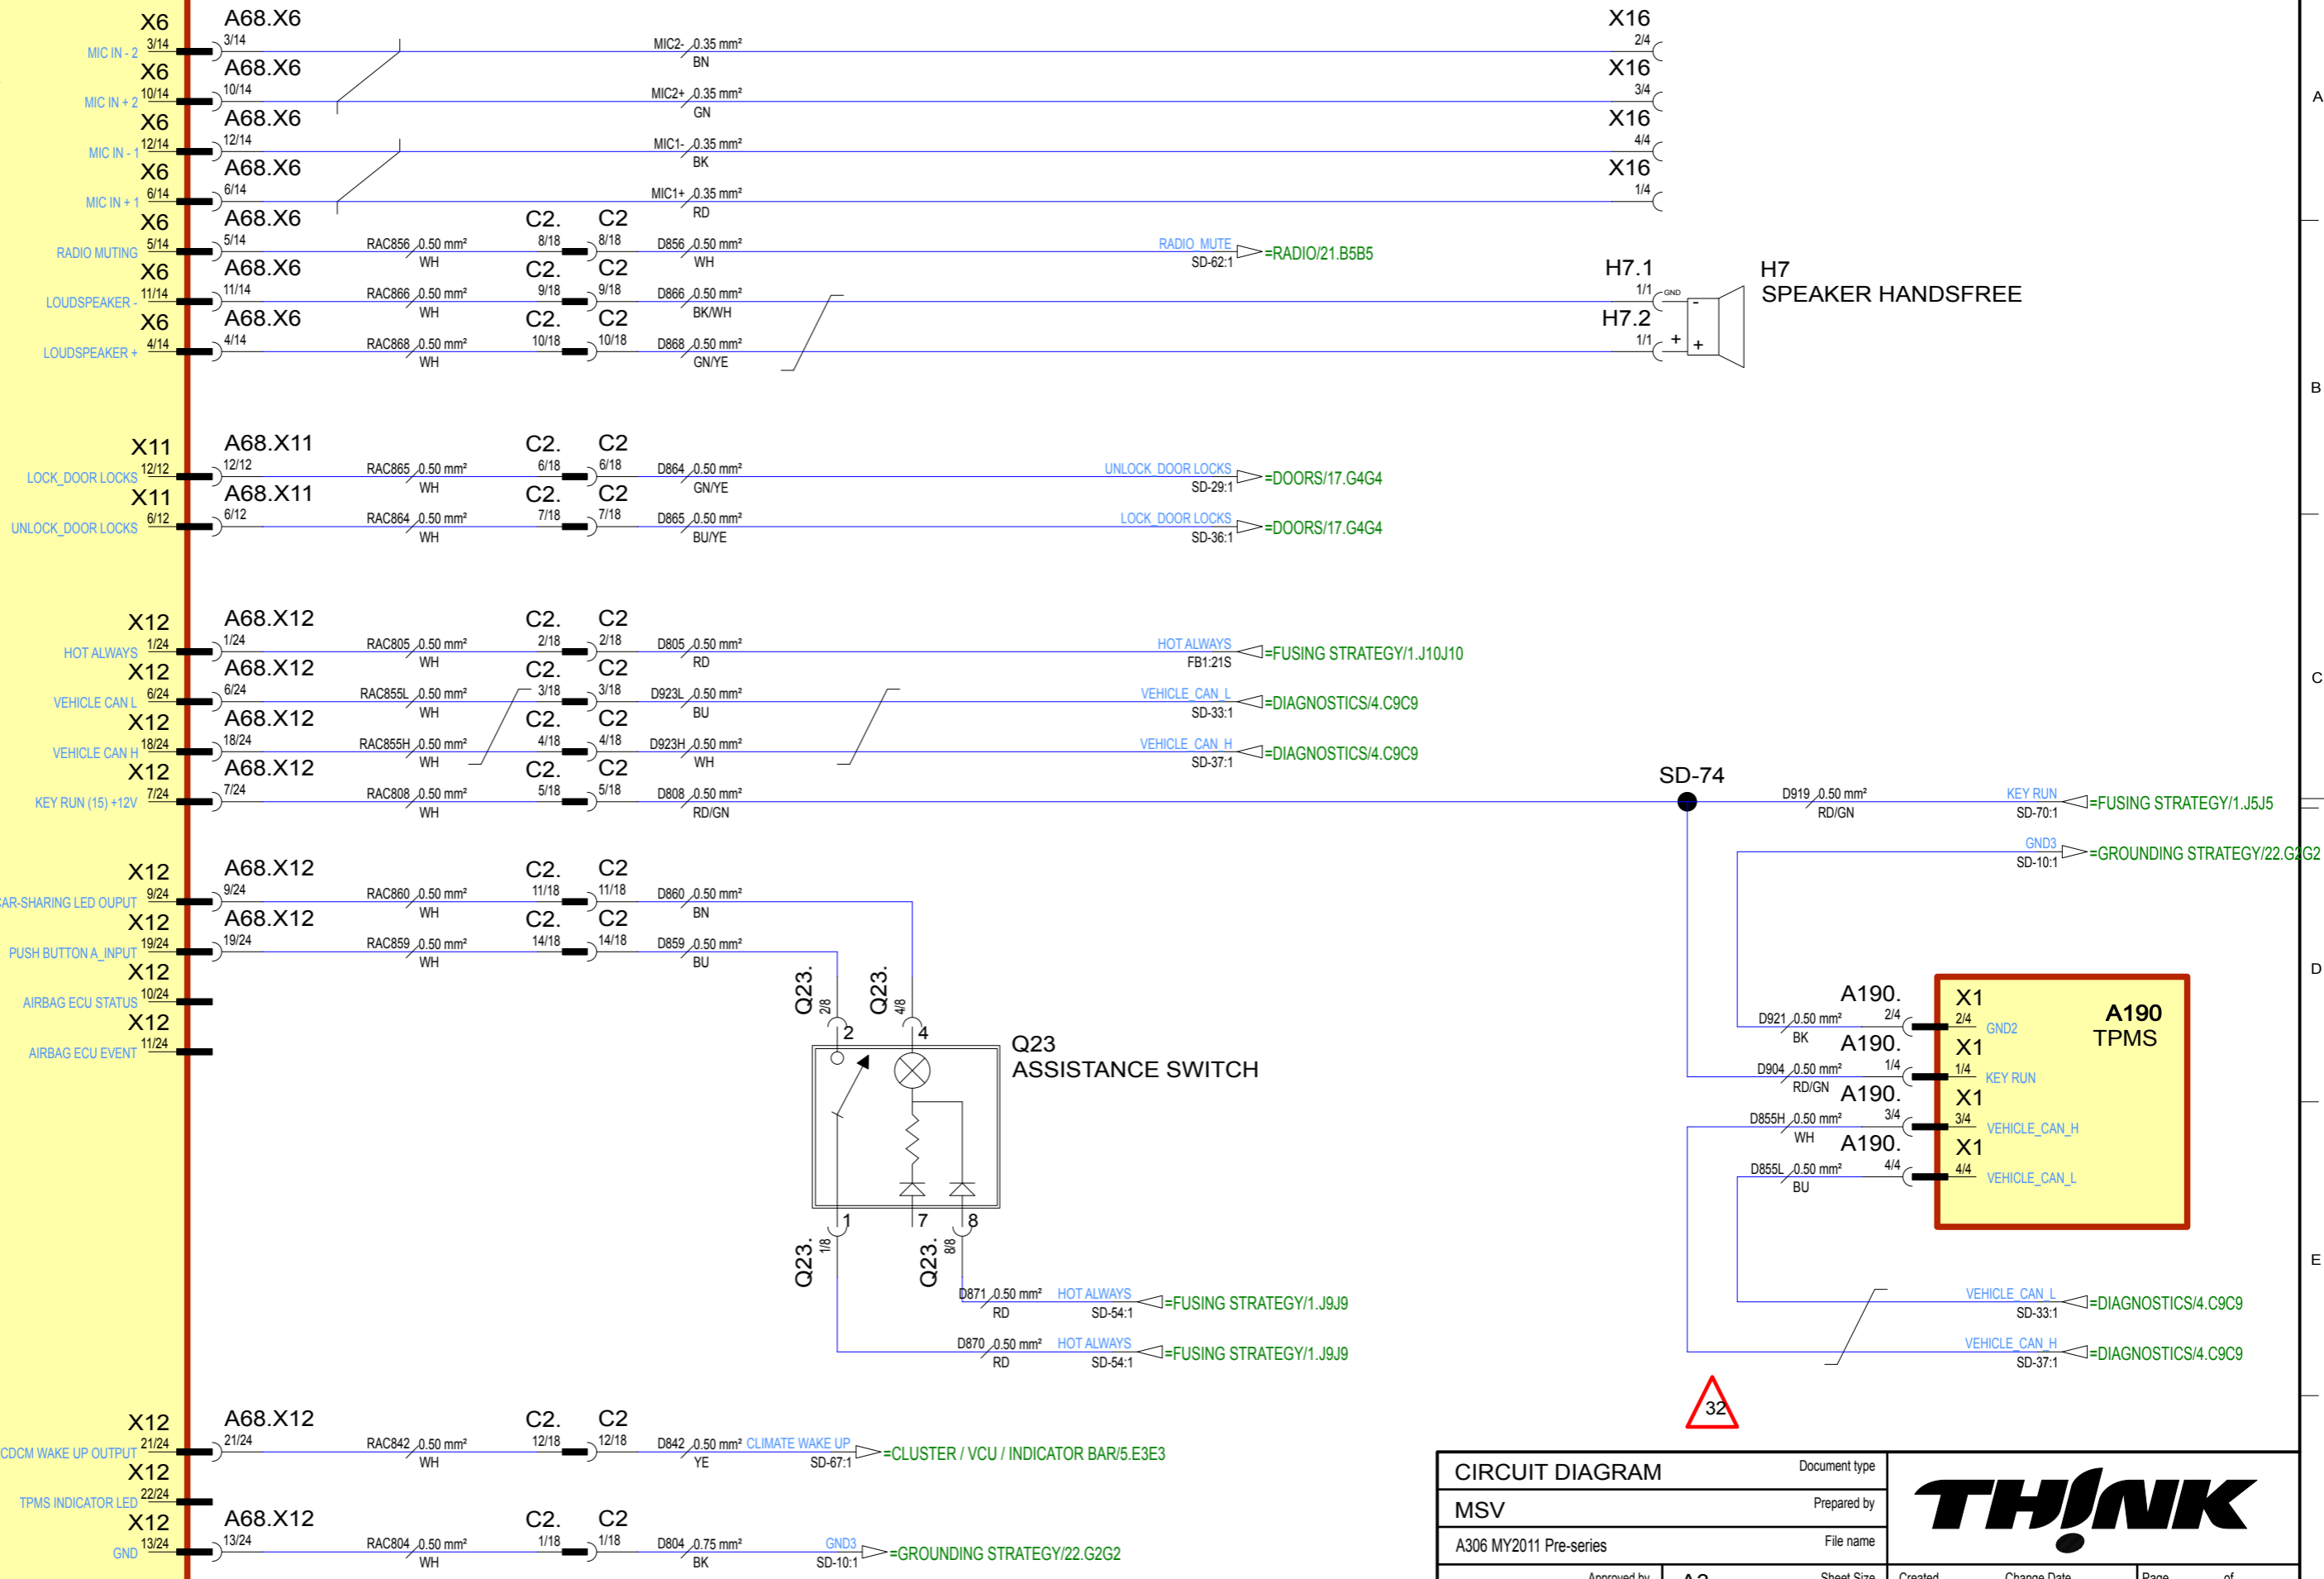 X6 A68.X6 X16
MIC IN - 2 3/14 3/14 MIC2- 0.35 mm² BN 2/4
X6 A68.X6 X16
MIC IN + 2 10/14 10/14 MIC2+ 0.35 mm² GN 3/4
X6 A68.X6 X16
MIC IN - 1 12/14 12/14 MIC1- 0.35 mm² BK 4/4
X6 A68.X6 X16
MIC IN + 1 6/14 6/14 MIC1+ 0.35 mm² RD 1/4
X6 A68.X6 C2. C2
RADIO MUTING 5/14 5/14 RAC856 0.50 mm² WH 8/18 8/18 D856 0.50 mm² WH RADIO_MUTE SD-62:1 =RADIO/21.B5B5
X6 A68.X6 C2. C2 H7.1 H7
LOUDSPEAKER - 11/14 11/14 RAC866 0.50 mm² WH 9/18 9/18 D866 0.50 mm² BK/WH 1/1 GND - SPEAKER HANDSFREE
X6 A68.X6 C2. C2 H7.2
LOUDSPEAKER + 4/14 4/14 RAC868 0.50 mm² WH 10/18 10/18 D868 0.50 mm² GN/YE 1/1 + +
X11 A68.X11 C2. C2
LOCK_DOOR LOCKS 12/12 12/12 RAC865 0.50 mm² WH 6/18 6/18 D864 0.50 mm² GN/YE UNLOCK_DOOR LOCKS SD-29:1 =DOORS/17.G4G4
X11 A68.X11 C2. C2
UNLOCK_DOOR LOCKS 6/12 6/12 RAC864 0.50 mm² WH 7/18 7/18 D865 0.50 mm² BU/YE LOCK_DOOR LOCKS SD-36:1 =DOORS/17.G4G4
X12 A68.X12 C2. C2
HOT ALWAYS 1/24 1/24 RAC805 0.50 mm² WH 2/18 2/18 D805 0.50 mm² RD HOT ALWAYS FB1:21S =FUSING STRATEGY/1.J10J10
X12 A68.X12 C2. C2
VEHICLE CAN L 6/24 6/24 RAC855L 0.50 mm² WH 3/18 3/18 D923L 0.50 mm² BU VEHICLE_CAN_L SD-33:1 =DIAGNOSTICS/4.C9C9
X12 A68.X12 C2. C2
VEHICLE CAN H 18/24 18/24 RAC855H 0.50 mm² WH 4/18 4/18 D923H 0.50 mm² WH VEHICLE_CAN_H SD-37:1 =DIAGNOSTICS/4.C9C9
X12 A68.X12 C2. C2 SD-74
KEY RUN (15) +12V 7/24 7/24 RAC808 0.50 mm² WH 5/18 5/18 D808 0.50 mm² RD/GN D919 0.50 mm² RD/GN KEY RUN SD-70:1 =FUSING STRATEGY/1.J5J5
GND3 SD-10:1 =GROUNDING STRATEGY/22.G2G2
X12 A68.X12 C2. C2
AR-SHARING LED OUPUT 9/24 9/24 RAC860 0.50 mm² WH 11/18 11/18 D860 0.50 mm² BN
X12 A68.X12 C2. C2
PUSH BUTTON A_INPUT 19/24 19/24 RAC859 0.50 mm² WH 14/18 14/18 D859 0.50 mm² BU
X12
AIRBAG ECU STATUS 10/24
X12
AIRBAG ECU EVENT 11/24
Q23. 2/8 Q23. 4/8
2 4
Q23
ASSISTANCE SWITCH
1 7 8
Q23. 1/8 Q23. 8/8
D871 0.50 mm² RD HOT ALWAYS SD-54:1 =FUSING STRATEGY/1.J9J9
D870 0.50 mm² RD HOT ALWAYS SD-54:1 =FUSING STRATEGY/1.J9J9
A190. X1 A190
D921 0.50 mm² BK 2/4 2/4 GND2 TPMS
A190. X1
D904 0.50 mm² RD/GN 1/4 1/4 KEY RUN
A190. X1
D855H 0.50 mm² WH 3/4 3/4 VEHICLE_CAN_H
A190. X1
D855L 0.50 mm² BU 4/4 4/4 VEHICLE_CAN_L
VEHICLE_CAN_L SD-33:1 =DIAGNOSTICS/4.C9C9
VEHICLE_CAN_H SD-37:1 =DIAGNOSTICS/4.C9C9
32
X12 A68.X12 C2. C2
CDCM WAKE UP OUTPUT 21/24 21/24 RAC842 0.50 mm² WH 12/18 12/18 D842 0.50 mm² YE CLIMATE WAKE UP SD-67:1 =CLUSTER / VCU / INDICATOR BAR/5.E3E3
X12
TPMS INDICATOR LED 22/24
X12 A68.X12 C2. C2
GND 13/24 13/24 RAC804 0.50 mm² WH 1/18 1/18 D804 0.75 mm² BK GND3 SD-10:1 =GROUNDING STRATEGY/22.G2G2
A
B
C
D
E
CIRCUIT DIAGRAM Document type
MSV Prepared by
A306 MY2011 Pre-series File name
TH!NK
Approved by A3 Sheet Size Created Change Date Page of